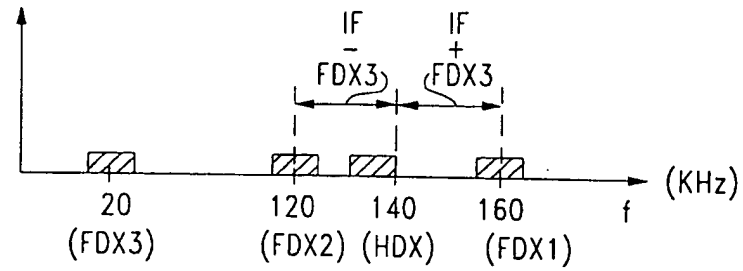 IF IF
− +
FDX3 FDX3
(KHz)
20 120 140 160 f
(FDX3) (FDX2) (HDX) (FDX1)